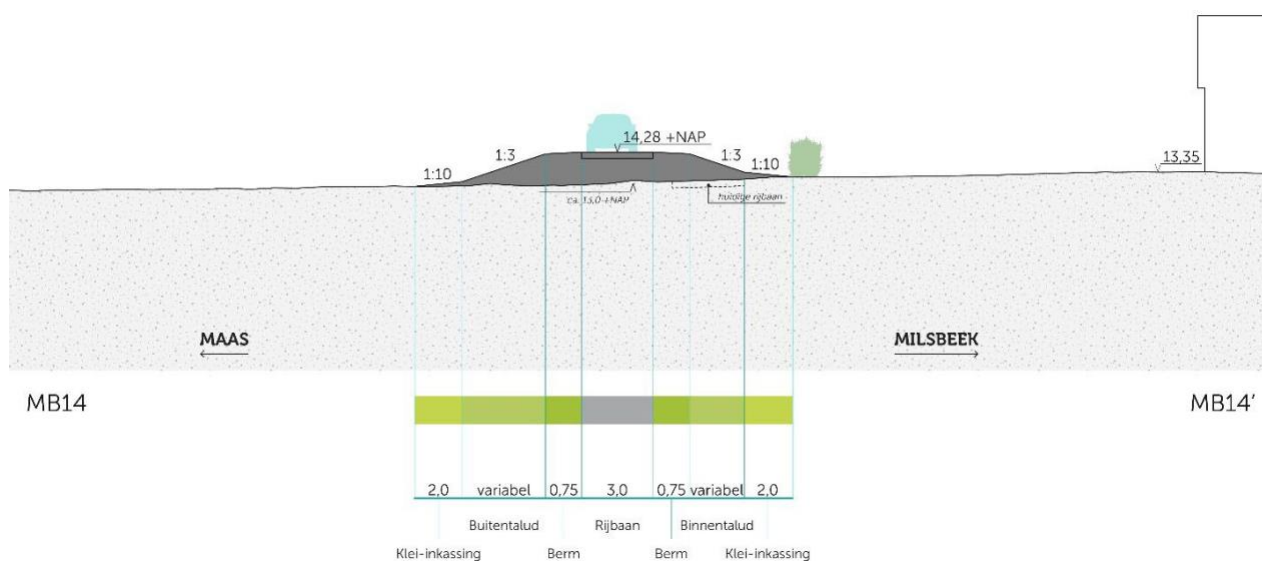 14,28 +NAP
1:3
1:3
1:10
1:10
13,35
ca. 13,0 +NAP
huidige rijbaan
MAAS
MILSBEEK
MB14
MB14'
2,0 variabel 0,75 3,0 0,75 variabel 2,0
Buitentalud Rijbaan Binnentalud
Klei-inkassing Berm Berm Klei-inkassing